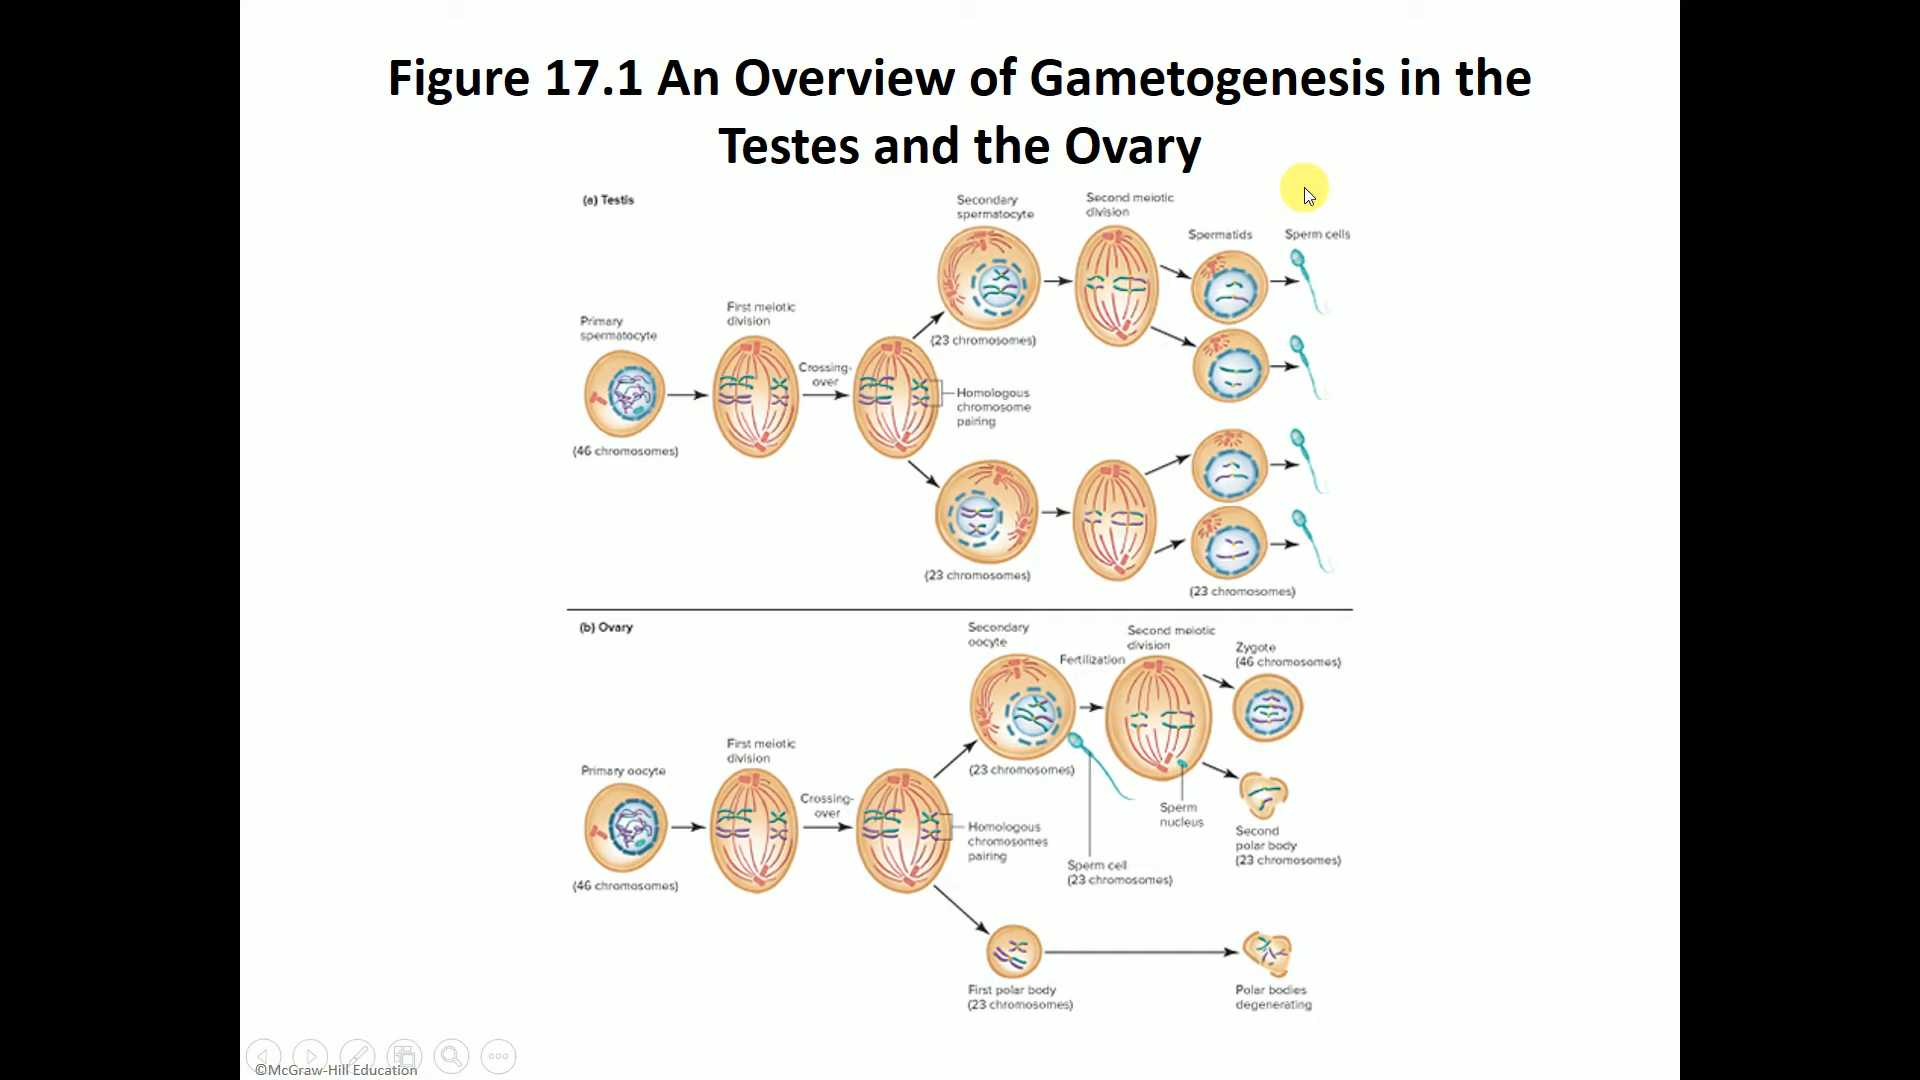 Figure 17.1 An Overview of Gametogenesis in the
Testes and the Ovary
(a) Testis
Primary
spermatocyte
(46 chromosomes)
First meiotic
division
Crossing-
over
Homologous
chromosome
pairing
Secondary
spermatocyte
(23 chromosomes)
(23 chromosomes)
Second meiotic
division
Spermatids
(23 chromosomes)
Sperm cells
(b) Ovary
Primary oocyte
(46 chromosomes)
First meiotic
division
Crossing-
over
Homologous
chromosomes
pairing
Secondary
oocyte
(23 chromosomes)
Fertilization
Sperm cell
(23 chromosomes)
Second meiotic
division
Sperm
nucleus
Zygote
(46 chromosomes)
Second
polar body
(23 chromosomes)
First polar body
(23 chromosomes)
Polar bodies
degenerating
©McGraw-Hill Education